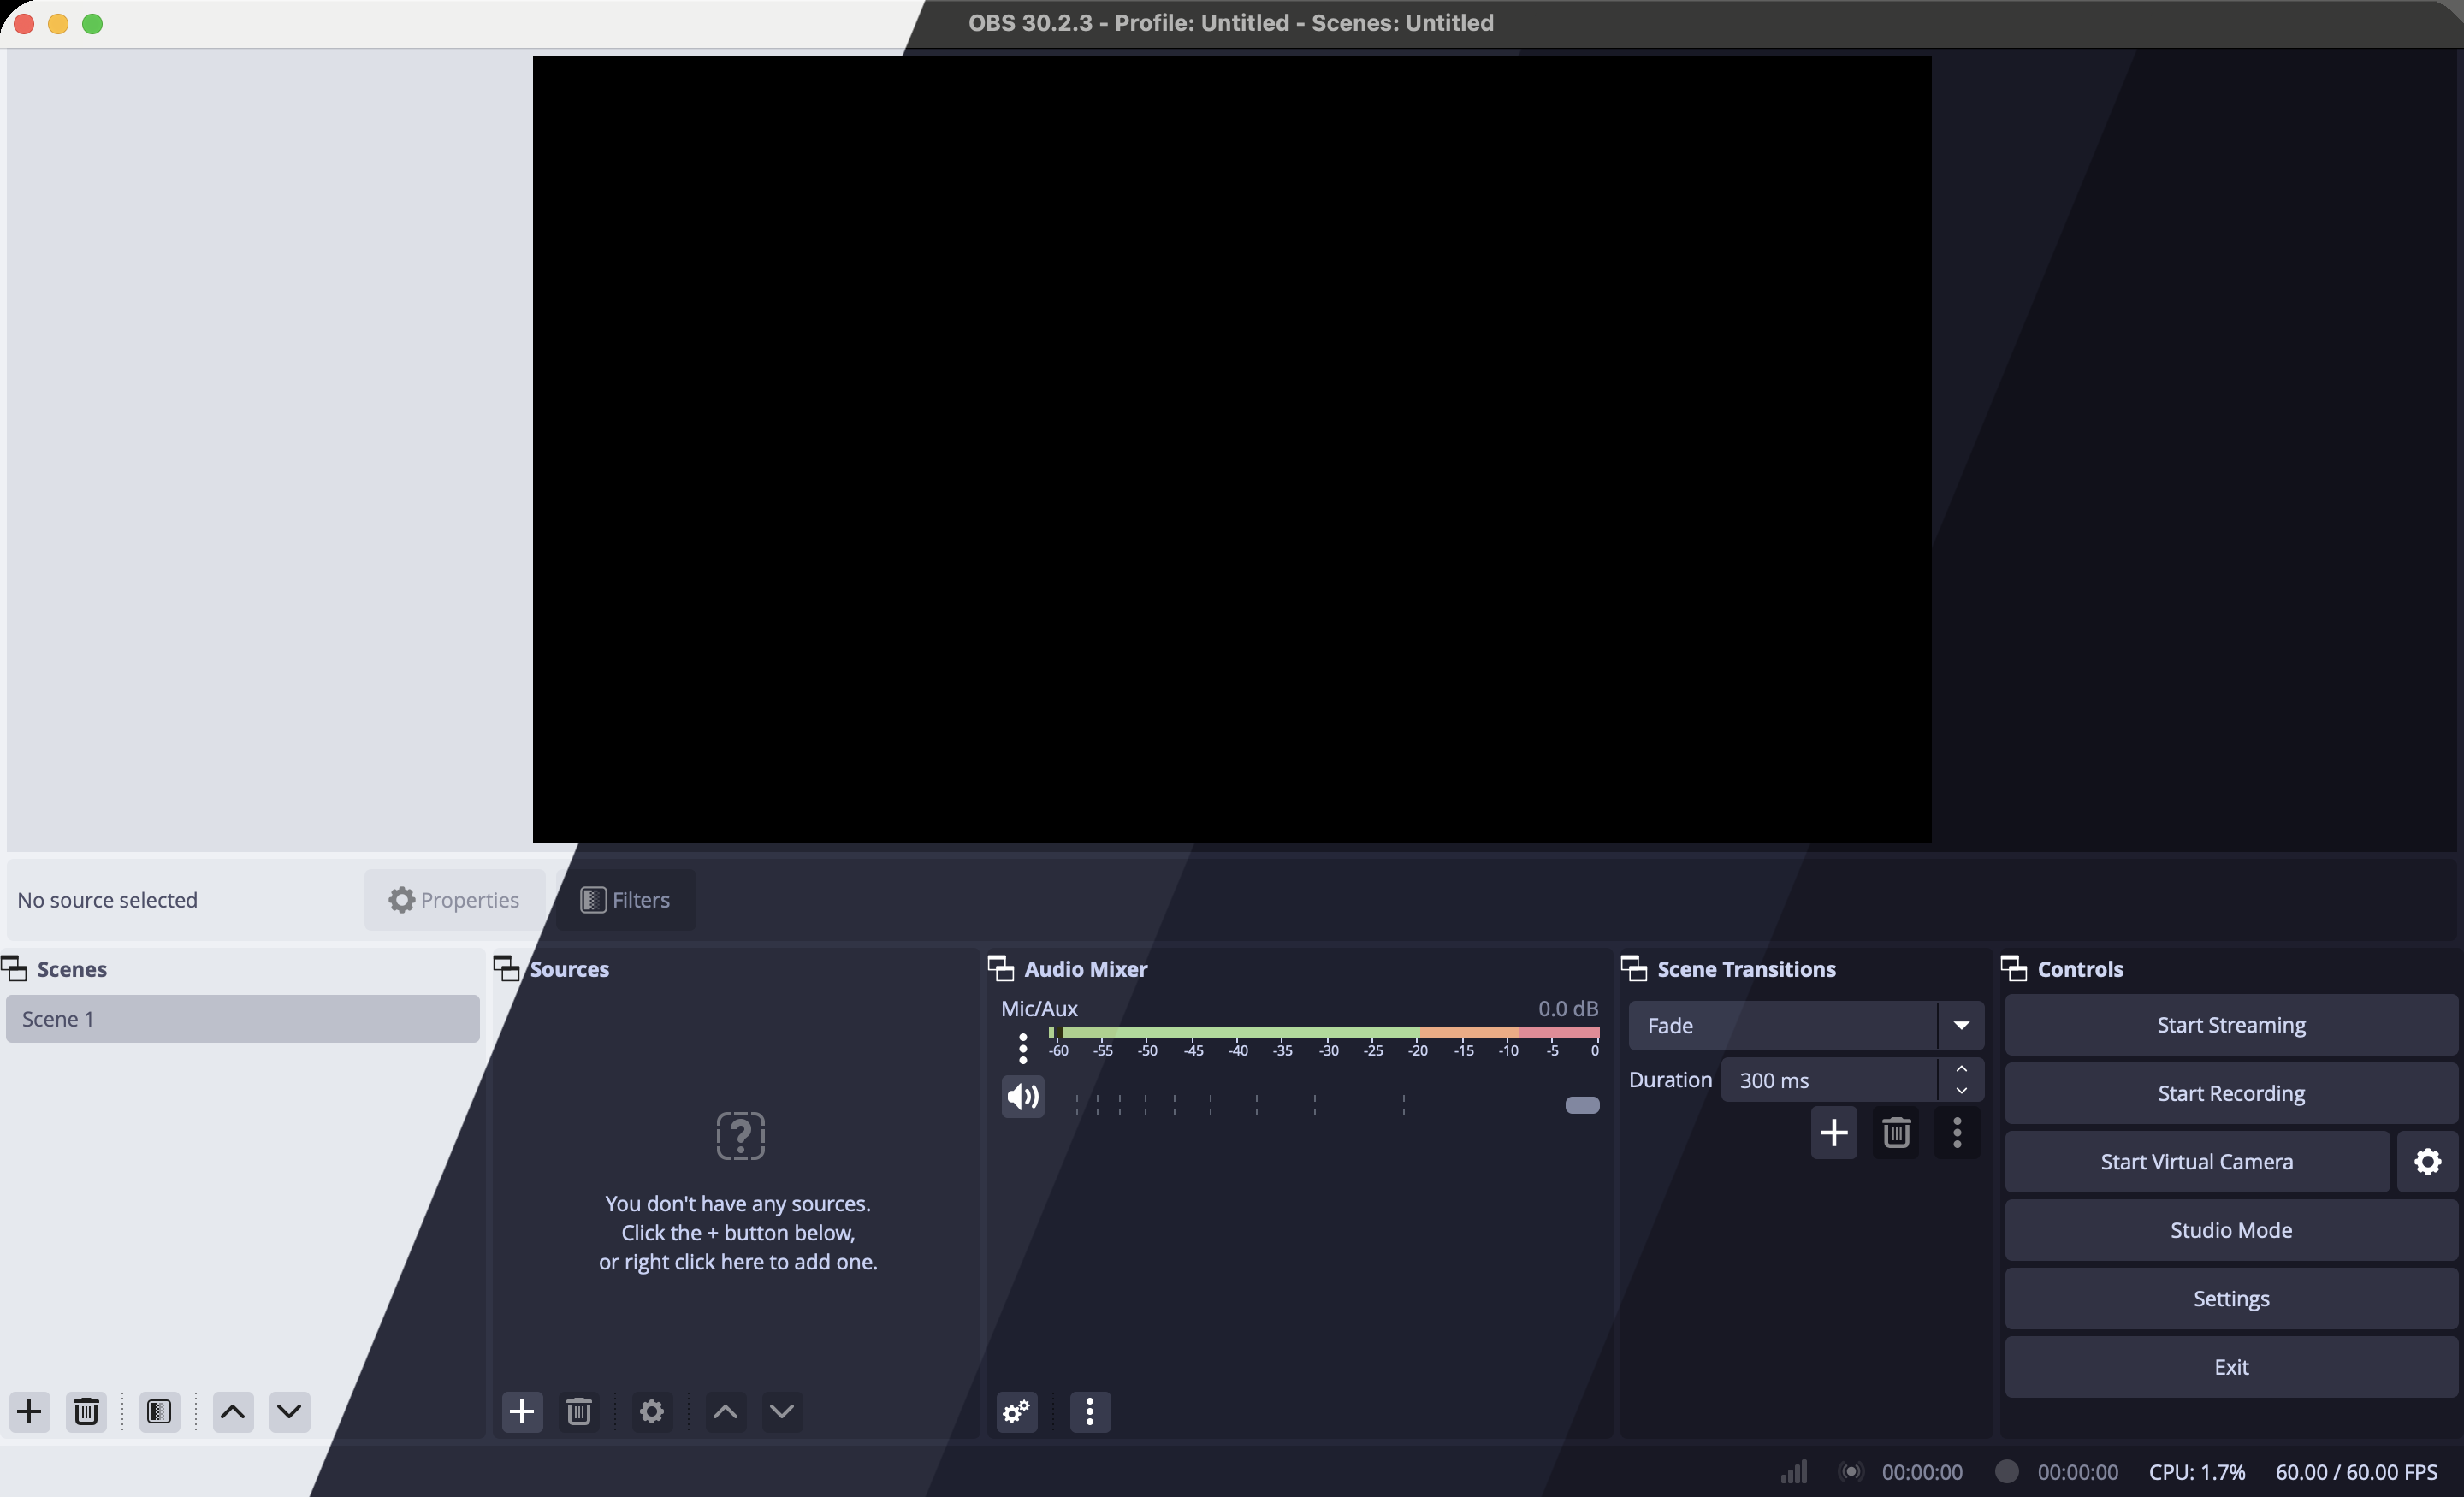 OBS 30.2.3 - Profile: Untitled - Scenes: Untitled
No source selected
Properties
Filters
Scenes
Scene 1
Sources
You don't have any sources.
Click the + button below,
or right click here to add one.
Audio Mixer
Mic/Aux
0.0 dB
-60 -55 -50 -45 -40 -35 -30 -25 -20 -15 -10 -5 0
Scene Transitions
Fade
Duration 300 ms
Controls
Start Streaming
Start Recording
Start Virtual Camera
Studio Mode
Settings
Exit
00:00:00 00:00:00 CPU: 1.7% 60.00 / 60.00 FPS